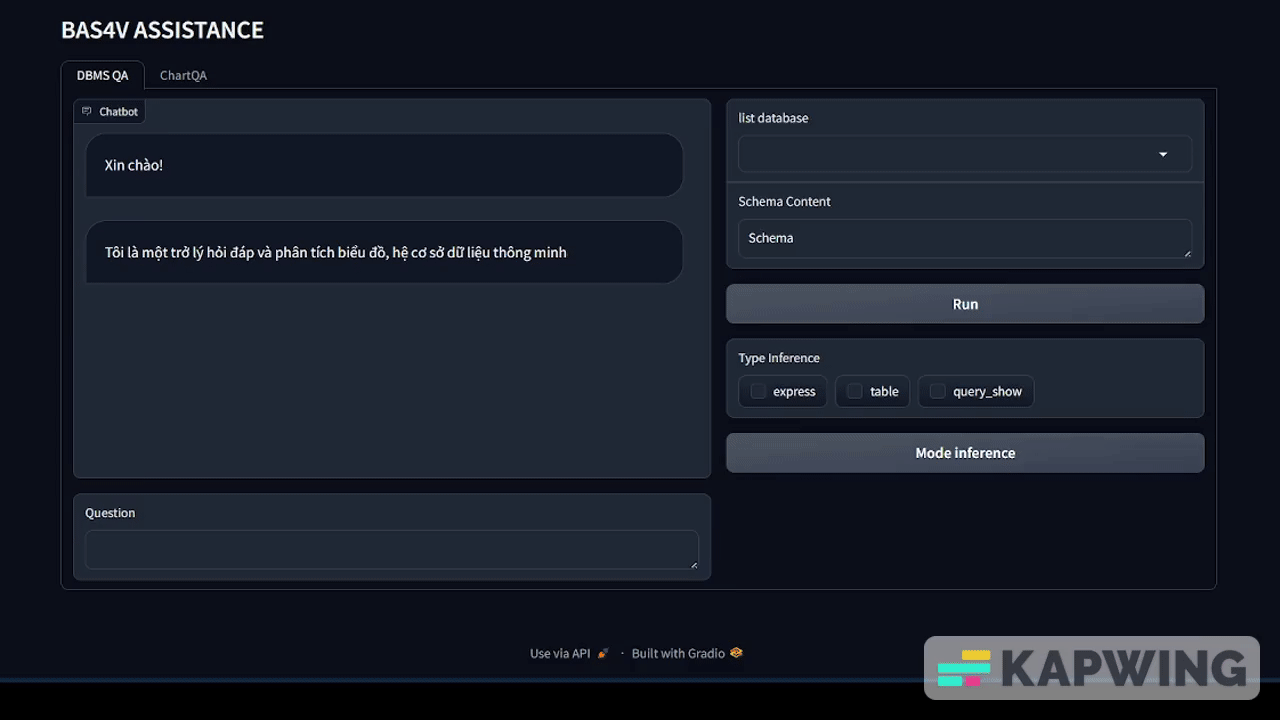 BAS4V ASSISTANCE
DBMS QA
ChartQA
Chatbot
Xin chào!
Tôi là một trở lý hỏi đáp và phân tích biểu đồ, hệ cơ sở dữ liệu thông minh
Question
list database
Schema Content
Schema
Run
Type Inference
express
table
query_show
Mode inference
Use via API · Built with Gradio
KAPWING